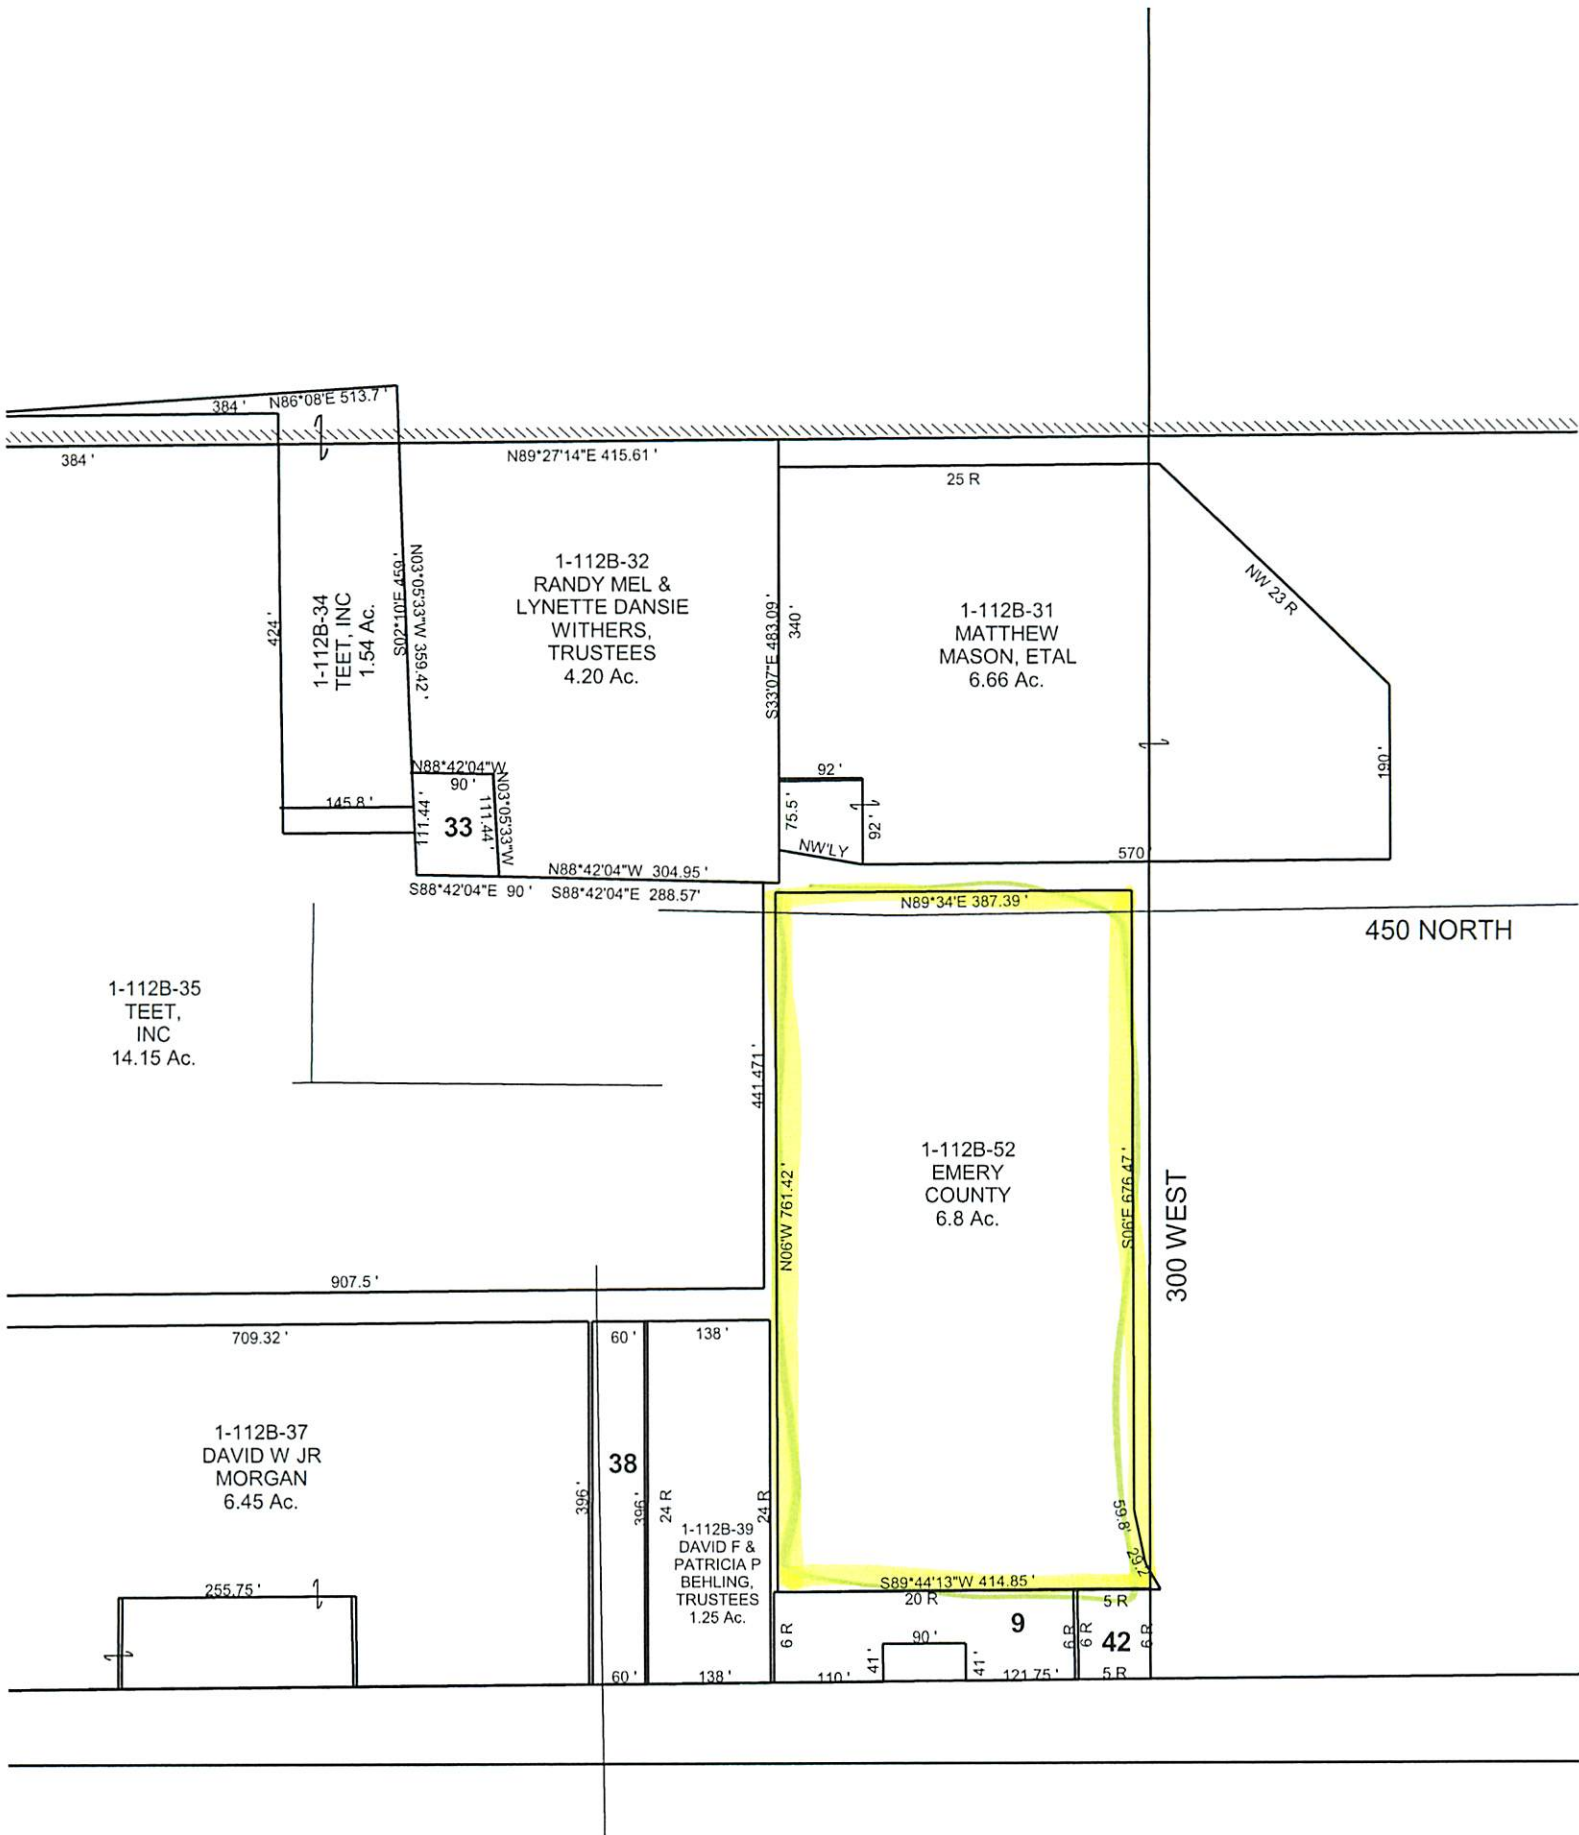 N86°08'E 513.7'
384'
384'
N89°27'14"E 415.61'
25 R
NW 23 R
424'
1-112B-34
TEET, INC
1.54 Ac.
S02°10'E 459'
N03°05'33"W 359.42'
1-112B-32
RANDY MEL &
LYNETTE DANSIE
WITHERS,
TRUSTEES
4.20 Ac.
S33'07"E 483.09'
340'
1-112B-31
MATTHEW
MASON, ETAL
6.66 Ac.
190'
N88°42'04"W
90'
145.8'
111.44'
33
111.44'
N03°05'33"W
92'
75.5'
92'
NW'LY
570
N88°42'04"W 304.95'
S88°42'04"E 90'
S88°42'04"E 288.57'
N89°34'E 387.39'
450 NORTH
1-112B-35
TEET,
INC
14.15 Ac.
441.471'
N06'W 761.42'
1-112B-52
EMERY
COUNTY
6.8 Ac.
S06'E 676.47'
300 WEST
907.5'
709.32'
60'
138'
1-112B-37
DAVID W JR
MORGAN
6.45 Ac.
396'
38
396'
24 R
24 R
1-112B-39
DAVID F &
PATRICIA P
BEHLING,
TRUSTEES
1.25 Ac.
59.8'
29.2'
S89°44'13"W 414.85'
255.75'
20 R
5 R
6 R
9
6 R
6 R
42
6 R
90'
41'
41'
60'
138'
110'
121.75'
5 R